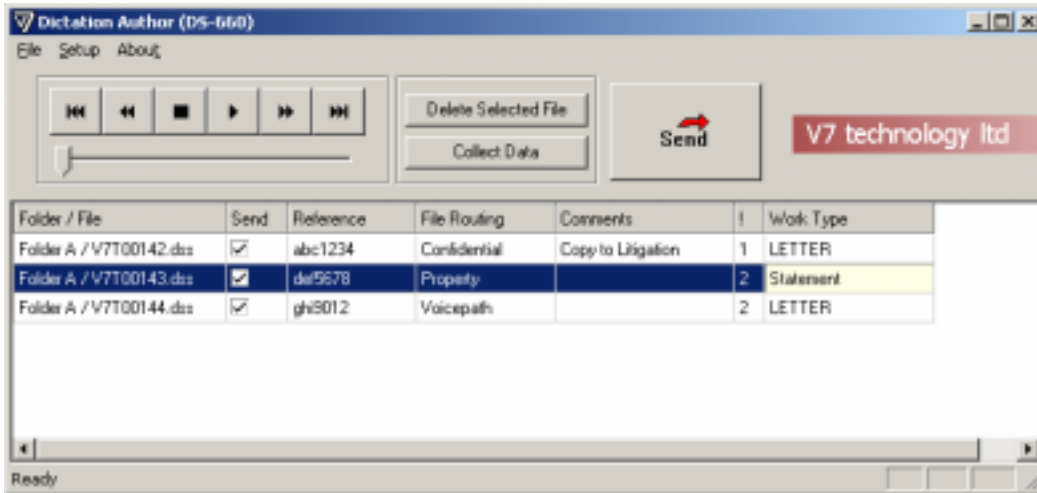 Dictation Author (DS-660)
File Setup About
Delete Selected File
Collect Data
Send
V7 technology ltd
Folder / File Send Reference File Routing Comments ! Work Type
Folder A / V7T00142.dss abc1234 Confidential Copy to Litigation 1 LETTER
Folder A / V7T00143.dss def5678 Property 2 Statement
Folder A / V7T00144.dss ghi9012 Voicepath 2 LETTER
Ready